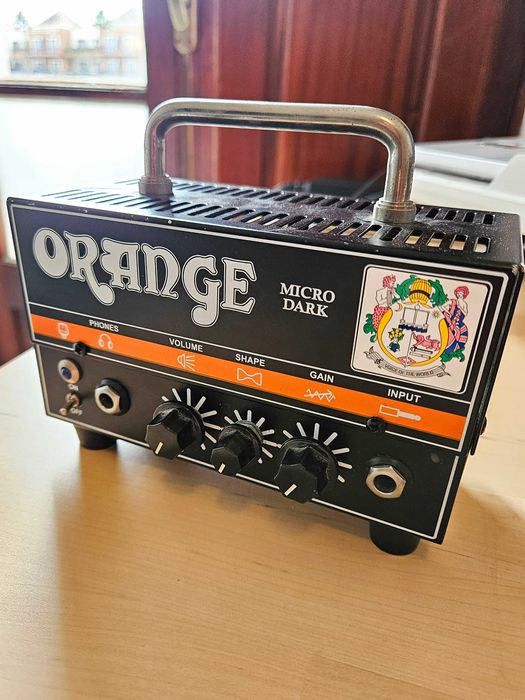 ORANGE
MICRO
DARK
VOICE OF THE WORLD
PHONES
VOLUME
SHAPE
GAIN
INPUT
ON
OFF